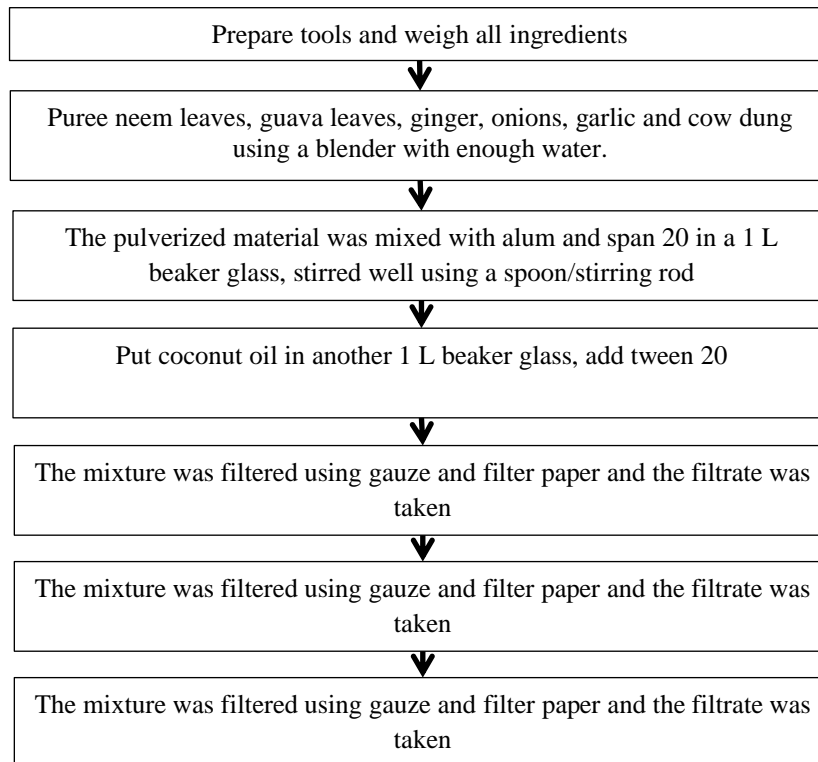 Prepare tools and weigh all ingredients
Puree neem leaves, guava leaves, ginger, onions, garlic and cow dung
using a blender with enough water.
The pulverized material was mixed with alum and span 20 in a 1 L
beaker glass, stirred well using a spoon/stirring rod
Put coconut oil in another 1 L beaker glass, add tween 20
The mixture was filtered using gauze and filter paper and the filtrate was
taken
The mixture was filtered using gauze and filter paper and the filtrate was
taken
The mixture was filtered using gauze and filter paper and the filtrate was
taken